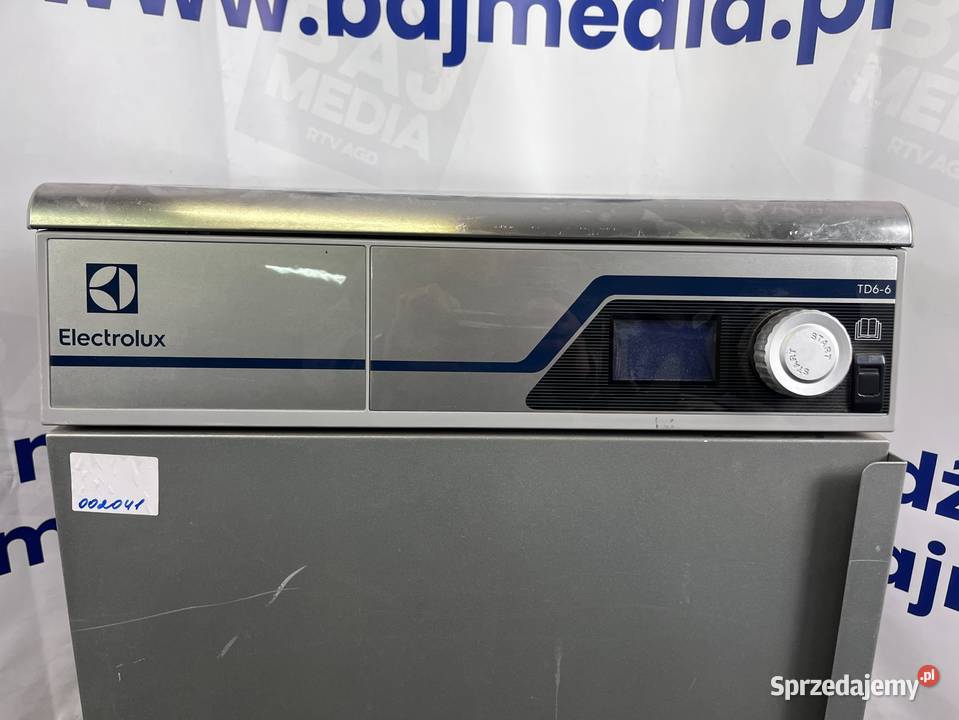 www.bajmedia.pl
BAJ
MEDIA
RTV AGD
MEDIA
RTV AGD
Electrolux
TD6-6
START
START
002041
Sprzedajemy.pl